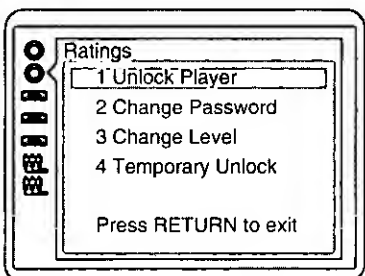 Ratings
1 Unlock Player
2 Change Password
3 Change Level
4 Temporary Unlock
Press RETURN to exit